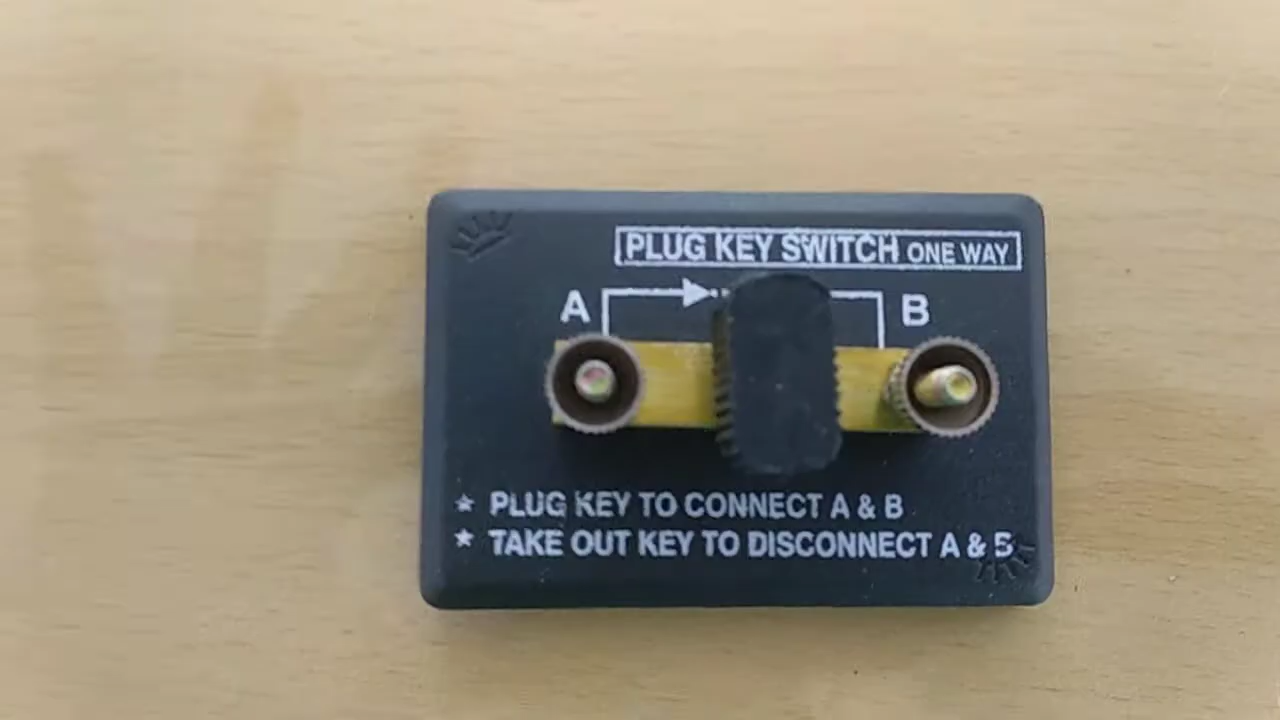 PLUG KEY SWITCH ONE WAY
A B
★ PLUG KEY TO CONNECT A & B
★ TAKE OUT KEY TO DISCONNECT A & B